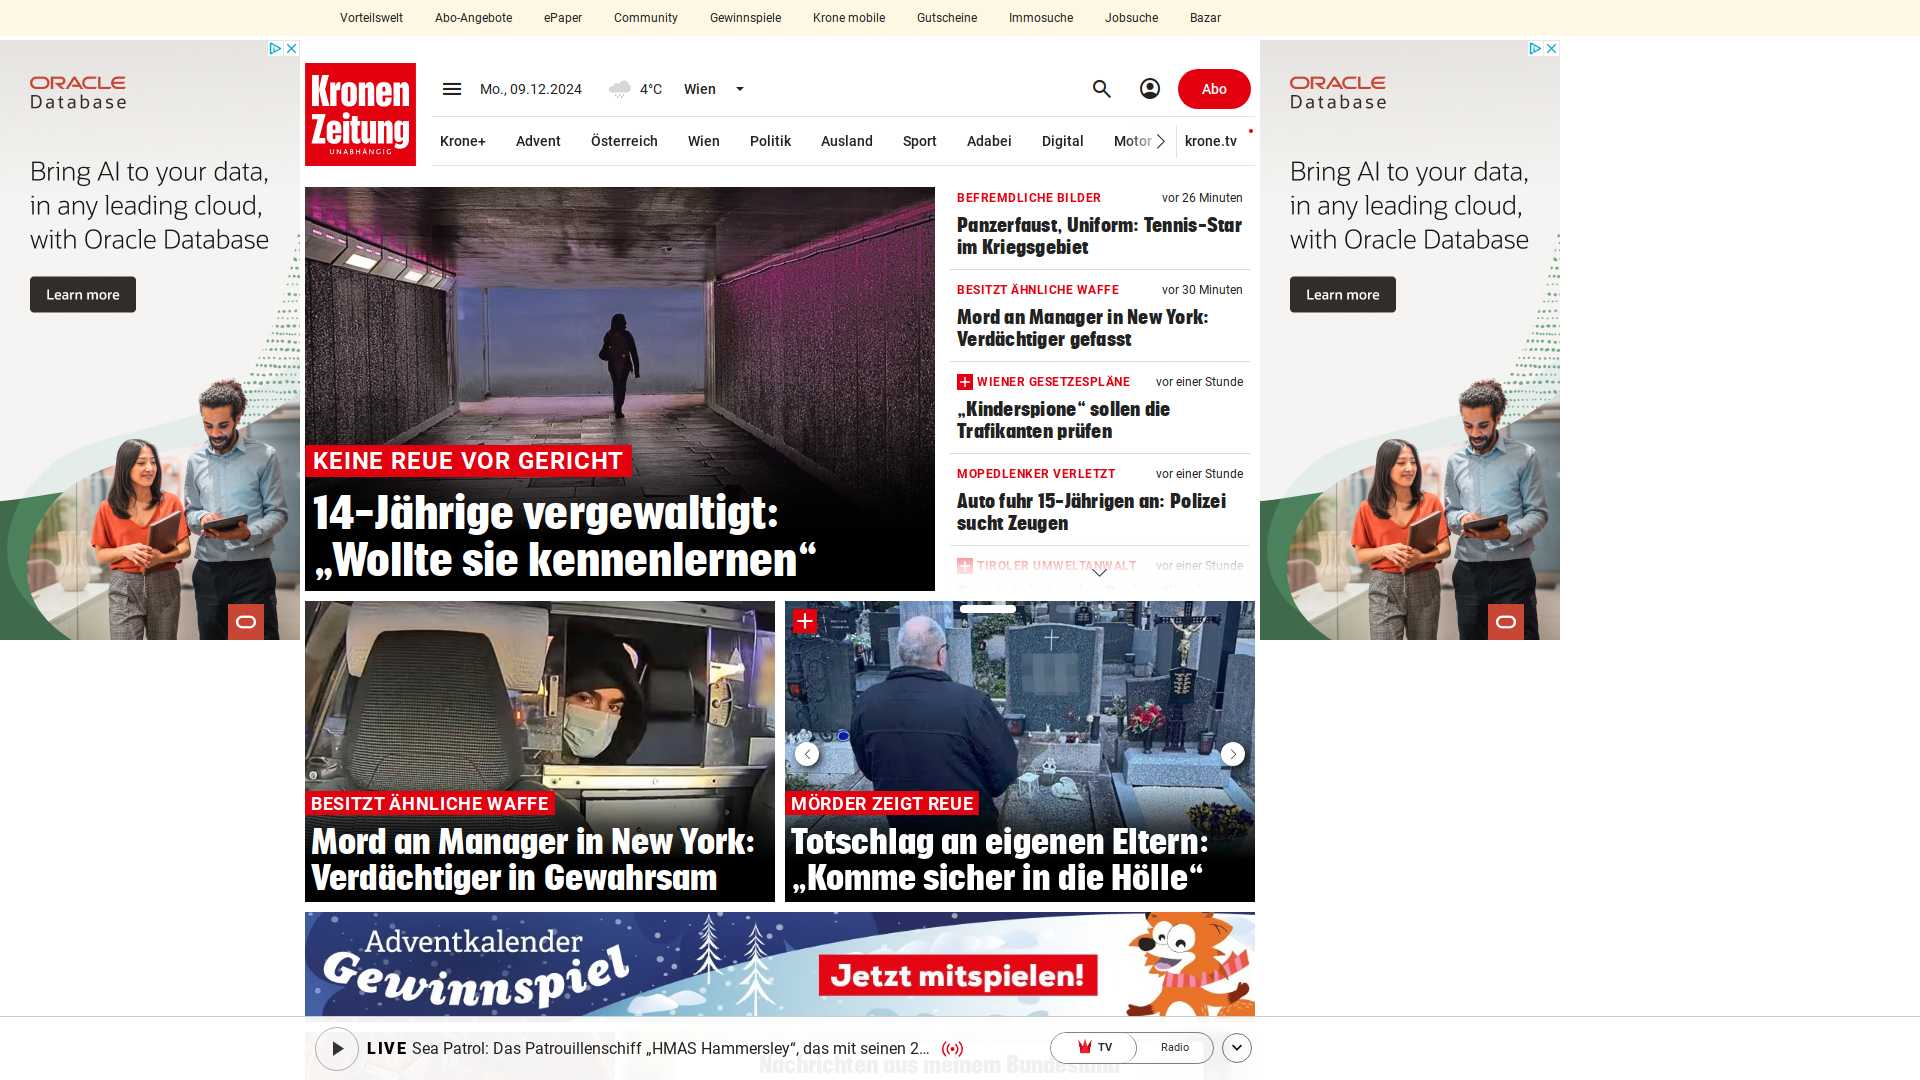 Vorteilswelt
Abo-Angebote
ePaper
Community
Gewinnspiele
Krone mobile
Gutscheine
Immosuche
Jobsuche
Bazar
ORACLE
Database
Bring AI to your data,
in any leading cloud,
with Oracle Database
Learn more
Kronen
Zeitung
UNABHÄNGIG
Mo., 09.12.2024
4°C
Wien
Abo
Krone+
Advent
Österreich
Wien
Politik
Ausland
Sport
Adabei
Digital
Motor
krone.tv
KEINE REUE VOR GERICHT
14-Jährige vergewaltigt:
„Wollte sie kennenlernen“
BEFREMDLICHE BILDER
vor 26 Minuten
Panzerfaust, Uniform: Tennis-Star
im Kriegsgebiet
BESITZT ÄHNLICHE WAFFE
vor 30 Minuten
Mord an Manager in New York:
Verdächtiger gefasst
WIENER GESETZESPLÄNE
vor einer Stunde
„Kinderspione“ sollen die
Trafikanten prüfen
MOPEDLENKER VERLETZT
vor einer Stunde
Auto fuhr 15-Jährigen an: Polizei
sucht Zeugen
TIROLER UMWELTANWALT
vor einer Stunde
BESITZT ÄHNLICHE WAFFE
Mord an Manager in New York:
Verdächtiger in Gewahrsam
MÖRDER ZEIGT REUE
Totschlag an eigenen Eltern:
„Komme sicher in die Hölle“
Adventkalender
Gewinnspiel
Jetzt mitspielen!
LIVE Sea Patrol: Das Patrouillenschiff „HMAS Hammersley“, das mit seinen 2...
TV
Radio
Nachrichten aus meinem Bundesland
ORACLE
Database
Bring AI to your data,
in any leading cloud,
with Oracle Database
Learn more